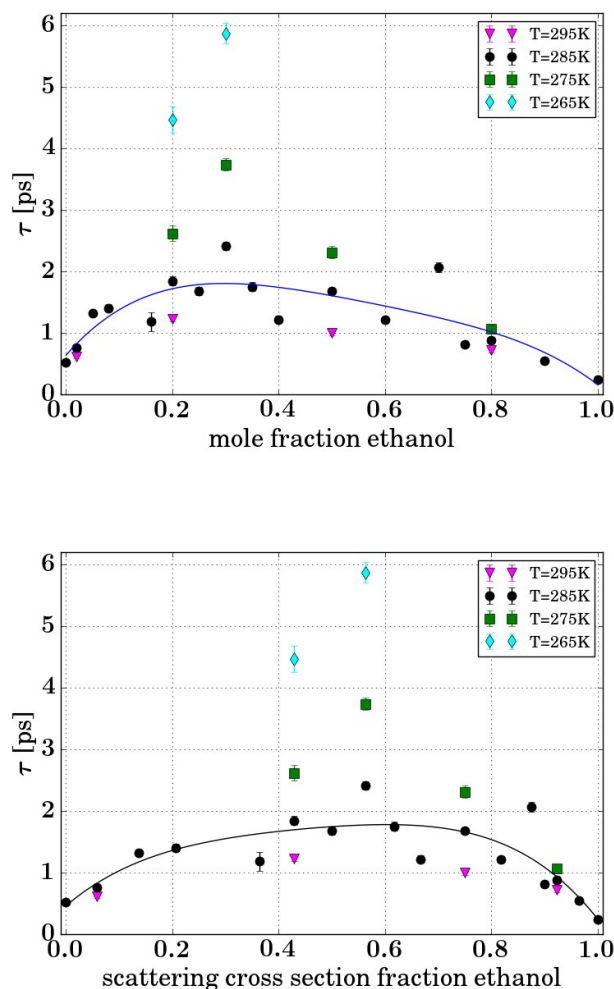 6
5
4
3
2
1
0
τ [ps]
T=295K
T=285K
T=275K
T=265K
0.0 0.2 0.4 0.6 0.8 1.0
mole fraction ethanol
6
5
4
3
2
1
0
τ [ps]
T=295K
T=285K
T=275K
T=265K
0.0 0.2 0.4 0.6 0.8 1.0
scattering cross section fraction ethanol